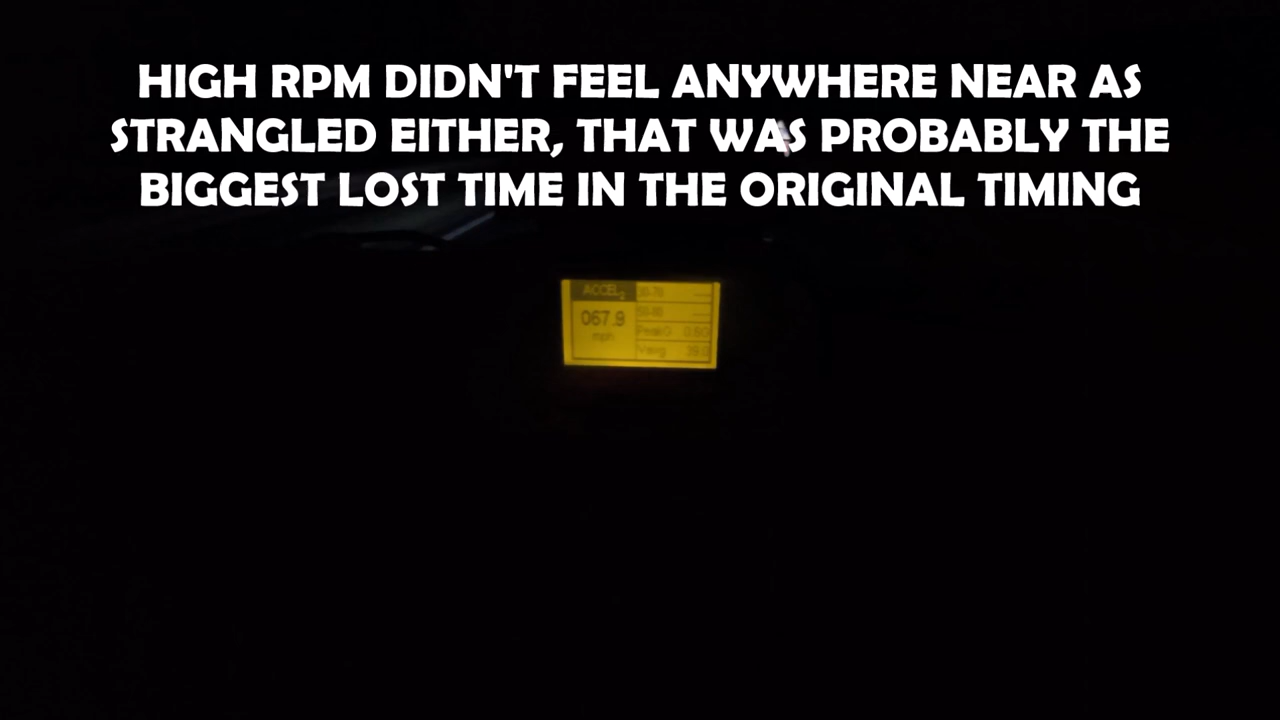 HIGH RPM DIDN'T FEEL ANYWHERE NEAR AS
STRANGLED EITHER, THAT WAS PROBABLY THE
BIGGEST LOST TIME IN THE ORIGINAL TIMING
ACCEL2
067.9
mph